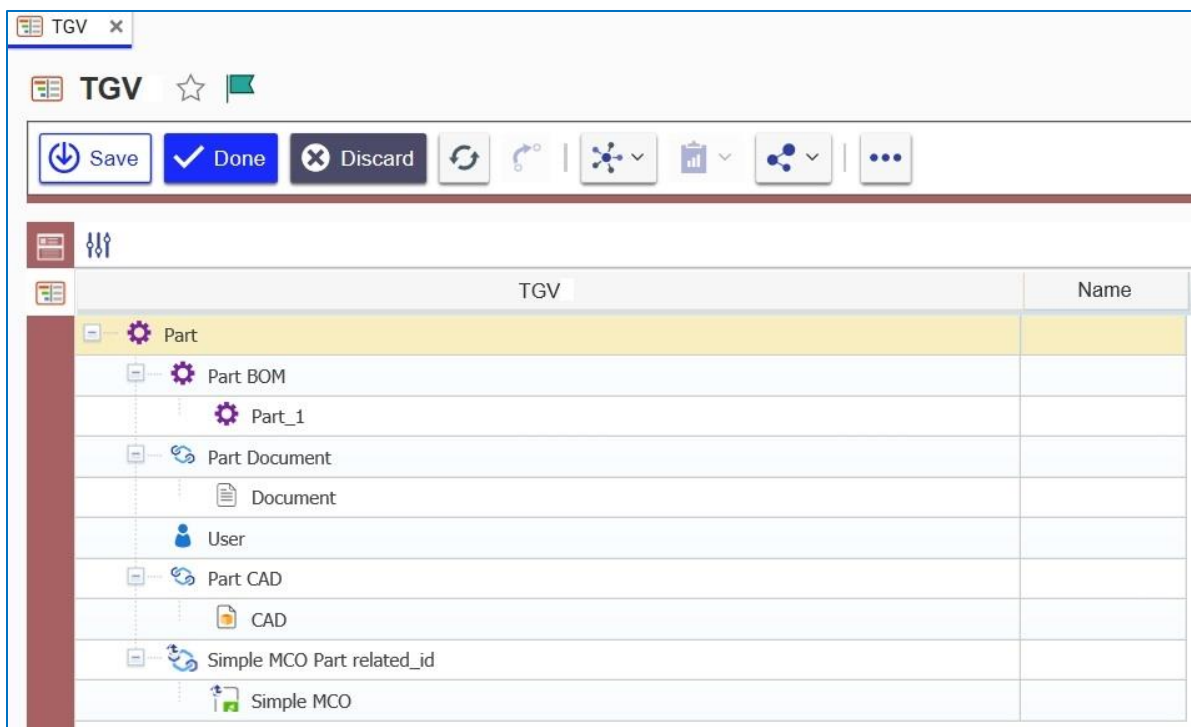 TGV
TGV
Save Done Discard
TGV Name
Part
Part BOM
Part_1
Part Document
Document
User
Part CAD
CAD
Simple MCO Part related_id
Simple MCO